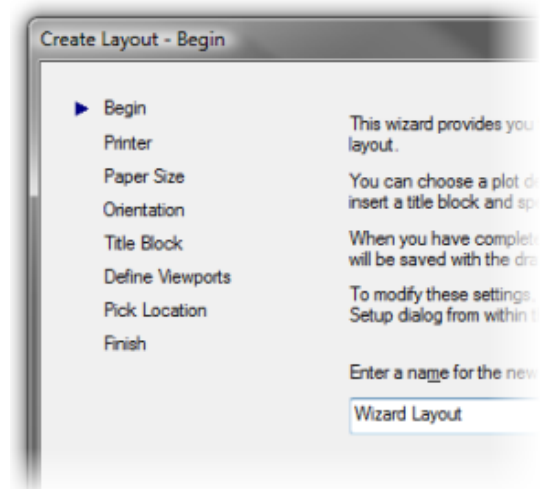 Create Layout - Begin
Begin
Printer
Paper Size
Orientation
Title Block
Define Viewports
Pick Location
Finish
This wizard provides you
layout.
You can choose a plot
insert a title block and
When you have
will be saved with the
To modify these settings,
Setup dialog from within
Enter a name for the new
Wizard Layout